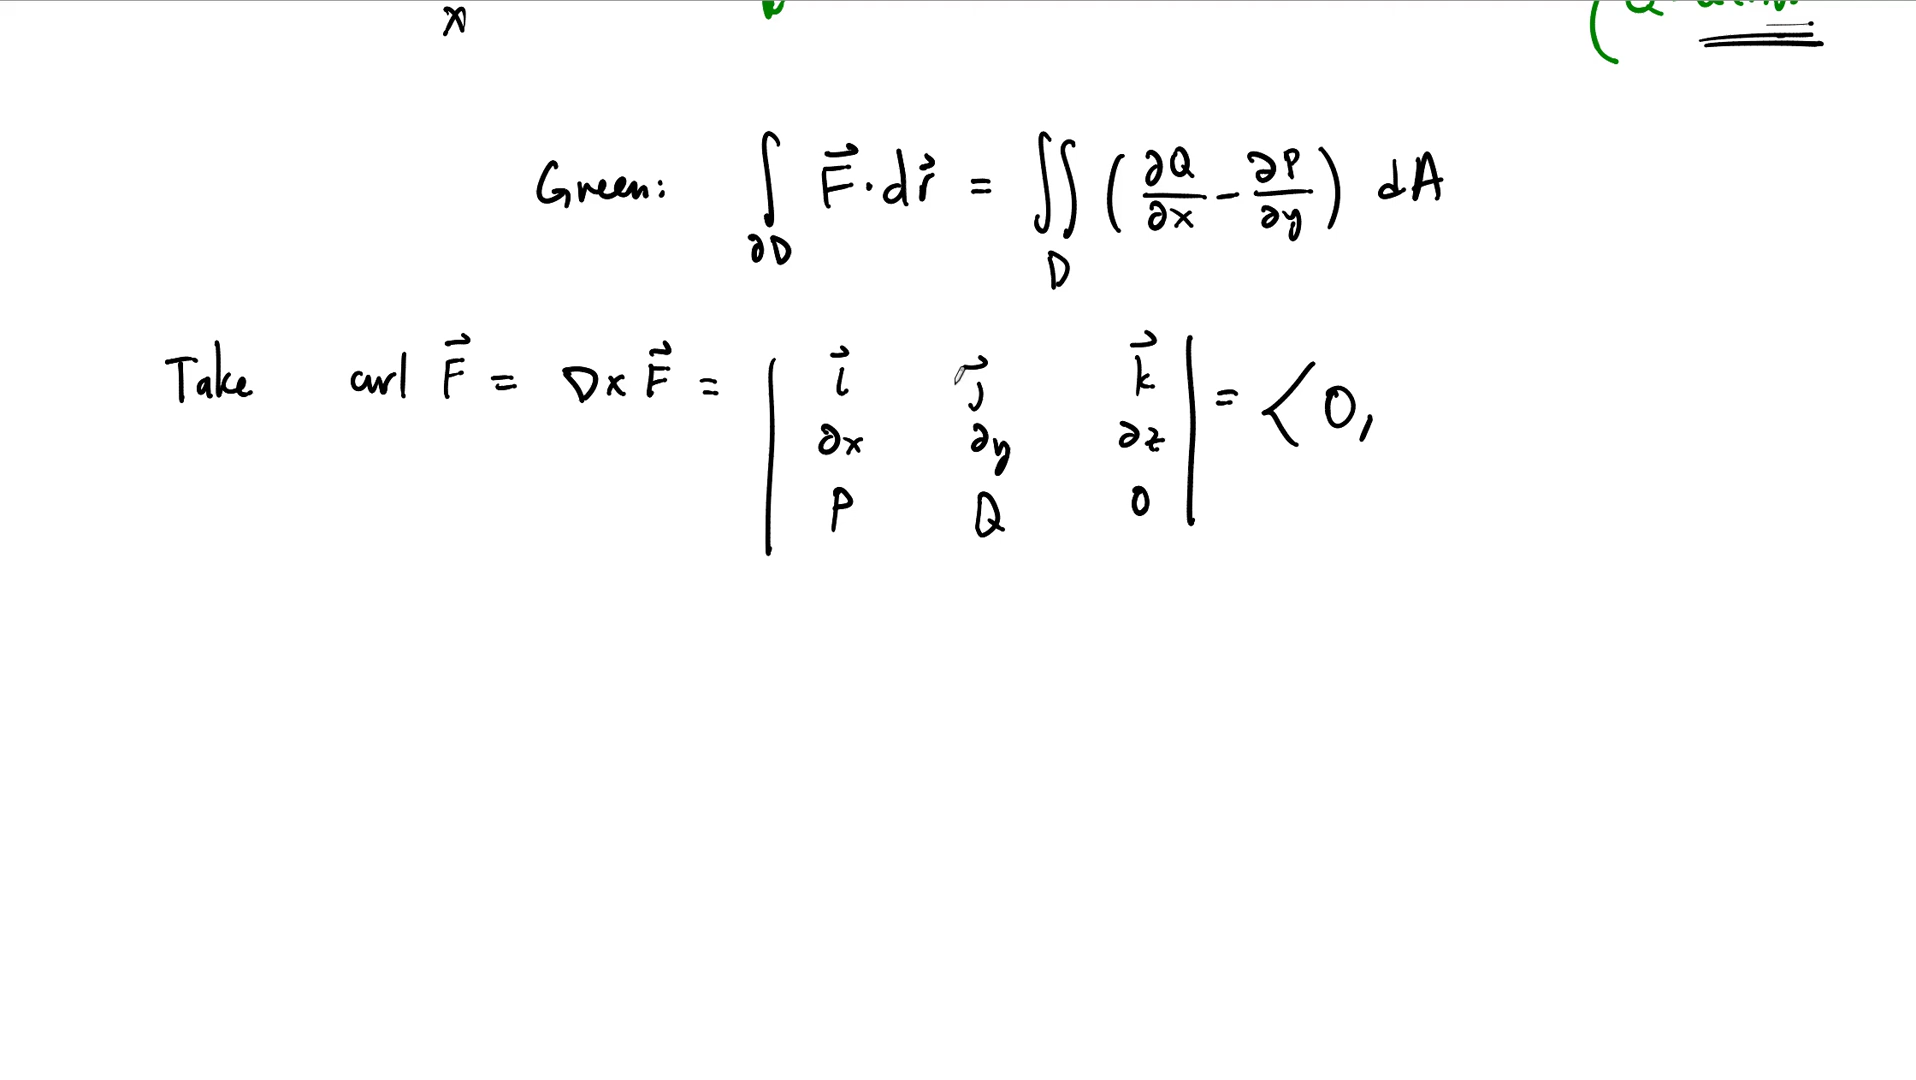 x
Green: ∫_{∂D} F⃗ · dr⃗ = ∬_D ( ∂Q/∂x − ∂P/∂y ) dA
Take curl F⃗ = ∇ × F⃗ = | i⃗ j⃗ k⃗ | = ⟨ 0,
∂x ∂y ∂z
P Q 0